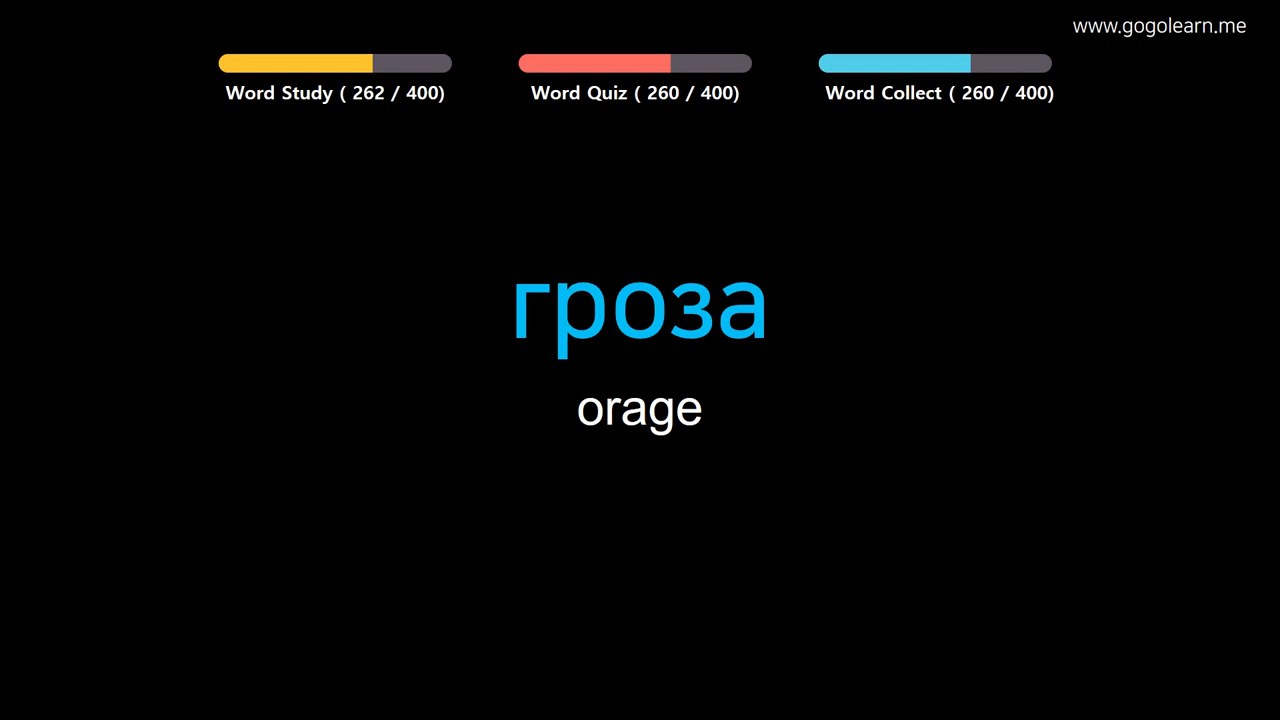 www.gogolearn.me
Word Study ( 262 / 400)
Word Quiz ( 260 / 400)
Word Collect ( 260 / 400)
гроза
orage